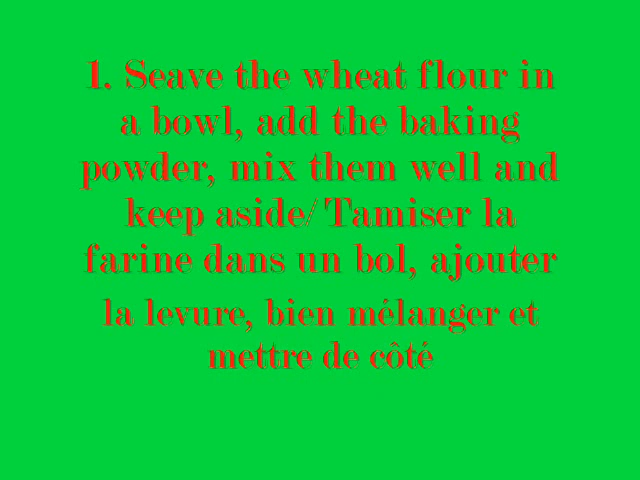 1. Seave the wheat flour in
a bowl, add the baking
powder, mix them well and
keep aside/ Tamiser la
farine dans un bol, ajouter
la levure, bien mélanger et
mettre de côté